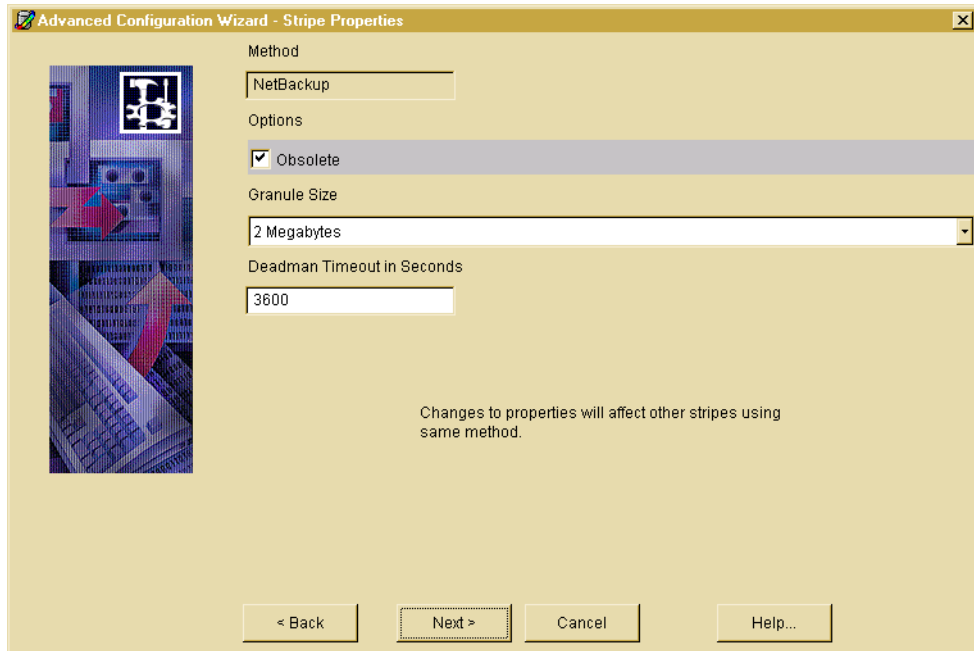 Advanced Configuration Wizard - Stripe Properties
Method
NetBackup
Options
Obsolete
Granule Size
2 Megabytes
Deadman Timeout in Seconds
3600
Changes to properties will affect other stripes using
same method.
< Back
Next >
Cancel
Help...